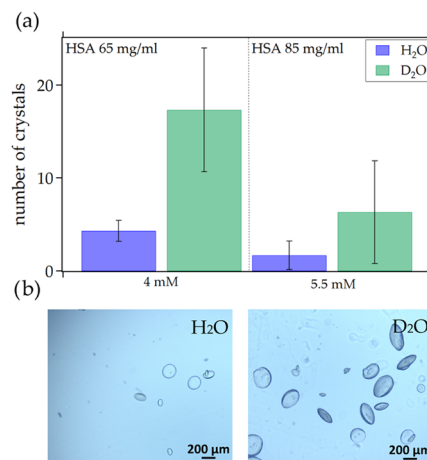 (a)
HSA 65 mg/ml
HSA 85 mg/ml
H₂O
D₂O
number of crystals
20
10
0
4 mM
5.5 mM
(b)
H₂O
D₂O
200 µm
200 µm